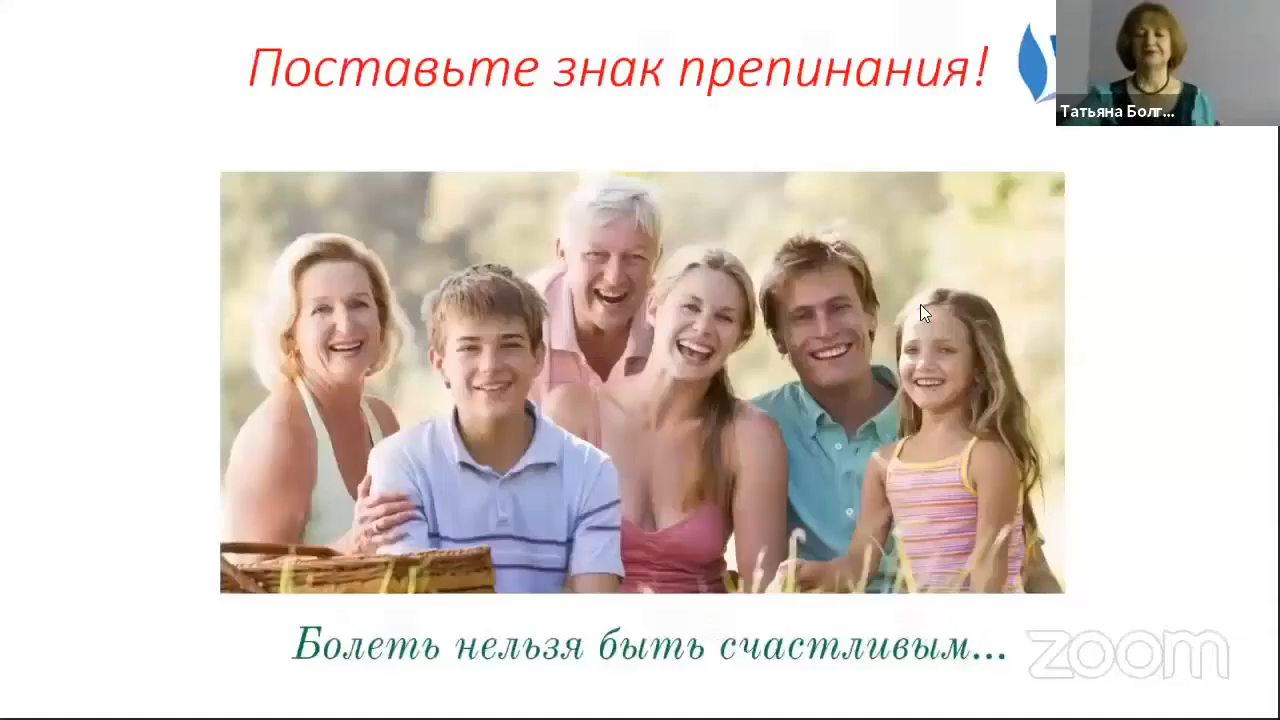 Поставьте знак препинания!
Татьяна Болг...
Болеть нельзя быть счастливым...
zoom